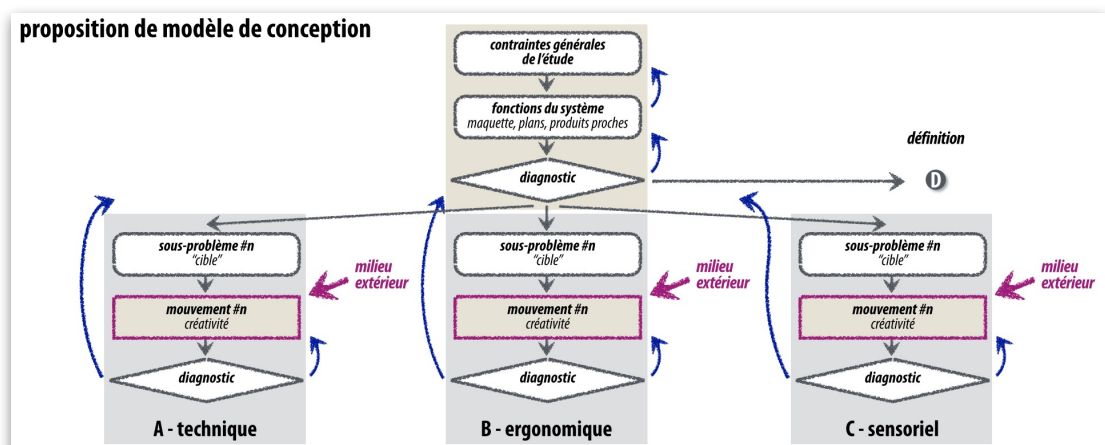 proposition de modèle de conception
contraintes générales
de l'étude
fonctions du système
maquette, plans, produits proches
diagnostic
définition
D
sous-problème #n
"cible"
milieu
extérieur
mouvement #n
créativité
diagnostic
A - technique
sous-problème #n
"cible"
milieu
extérieur
mouvement #n
créativité
diagnostic
B - ergonomique
sous-problème #n
"cible"
milieu
extérieur
mouvement #n
créativité
diagnostic
C - sensoriel